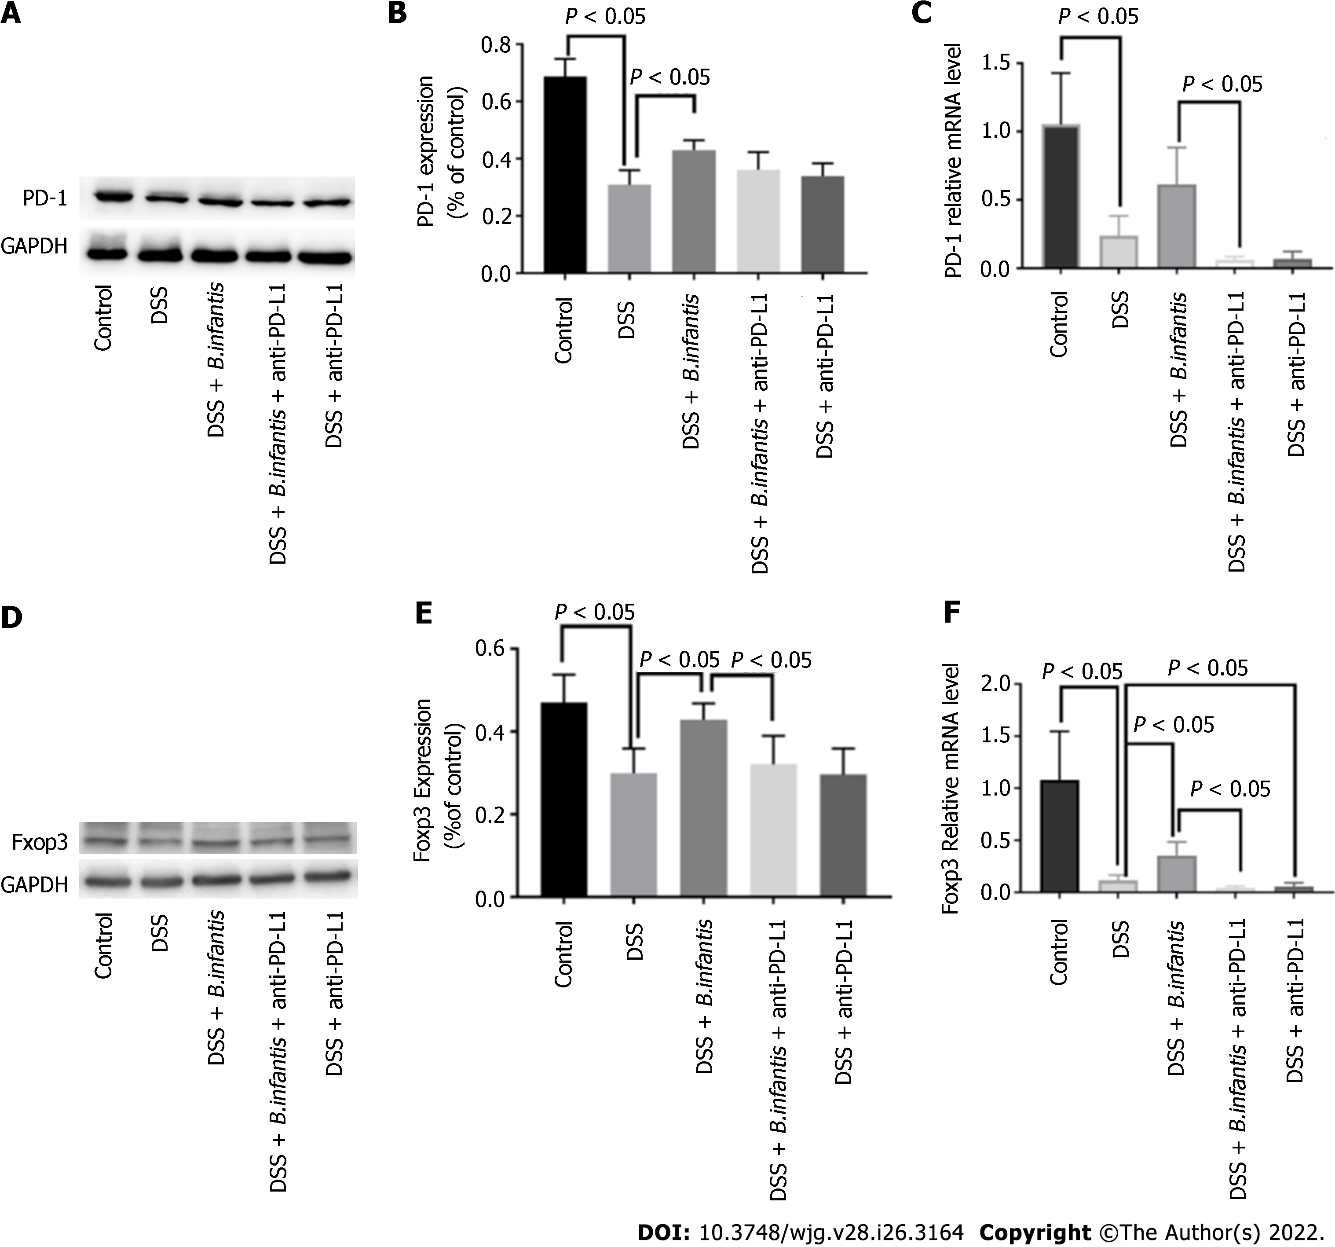 A
PD-1
GAPDH
Control
DSS
DSS + B.infantis
DSS + B.infantis + anti-PD-L1
DSS + anti-PD-L1
B
P < 0.05
P < 0.05
PD-1 expression
(% of control)
0.8
0.6
0.4
0.2
0.0
Control
DSS
DSS + B.infantis
DSS + B.infantis + anti-PD-L1
DSS + anti-PD-L1
C
P < 0.05
P < 0.05
PD-1 relative mRNA level
1.5
1.0
0.5
0.0
Control
DSS
DSS + B.infantis
DSS + B.infantis + anti-PD-L1
DSS + anti-PD-L1
D
Fxop3
GAPDH
Control
DSS
DSS + B.infantis
DSS + B.infantis + anti-PD-L1
DSS + anti-PD-L1
E
P < 0.05
P < 0.05
P < 0.05
Foxp3 Expression
(%of control)
0.6
0.4
0.2
0.0
Control
DSS
DSS + B.infantis
DSS + B.infantis + anti-PD-L1
DSS + anti-PD-L1
F
P < 0.05
P < 0.05
P < 0.05
P < 0.05
Foxp3 Relative mRNA level
2.0
1.5
1.0
0.5
0.0
Control
DSS
DSS + B.infantis
DSS + B.infantis + anti-PD-L1
DSS + anti-PD-L1
DOI: 10.3748/wjg.v28.i26.3164 Copyright ©The Author(s) 2022.